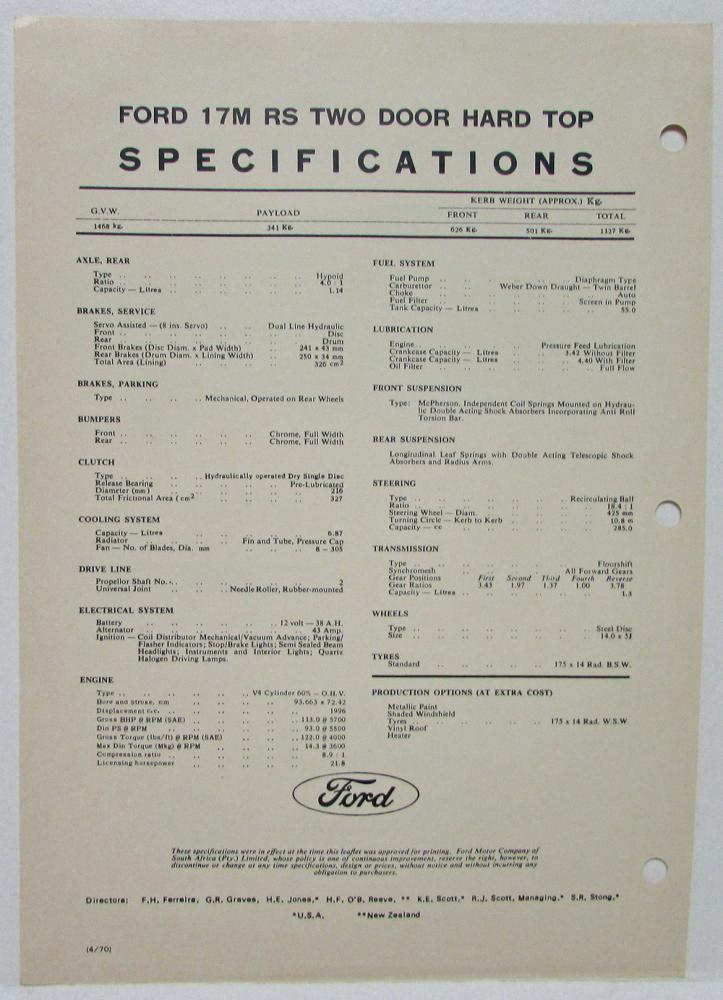 FORD 17M RS TWO DOOR HARD TOP
SPECIFICATIONS
KERB WEIGHT (APPROX.) Kg.
G.V.W. PAYLOAD FRONT REAR TOTAL
1468 kg. 341 Kg. 626 Kg. 501 Kg. 1127 Kg.
AXLE, REAR
Type .. .. .. .. .. .. .. Hypoid
Ratio .. .. .. .. .. .. .. 4.0 : 1
Capacity — Litres .. .. .. .. .. 1.14
BRAKES, SERVICE
Servo Assisted — (8 ins. Servo) .. .. Dual Line Hydraulic
Front .. .. .. .. .. .. .. Disc
Rear .. .. .. .. .. .. .. Drum
Front Brakes (Disc Diam. x Pad Width) .. .. 241 x 43 mm
Rear Brakes (Drum Diam. x Lining Width) .. 250 x 34 mm
Total Area (Lining) .. .. .. .. .. 326 cm2
BRAKES, PARKING
Type .. .. .. .. Mechanical, Operated on Rear Wheels
BUMPERS
Front .. .. .. .. .. .. Chrome, Full Width
Rear .. .. .. .. .. .. Chrome, Full Width
CLUTCH
Type .. .. .. .. Hydraulically operated Dry Single Disc
Release Bearing .. .. .. .. .. Pre-Lubricated
Diameter (mm) .. .. .. .. .. .. 216
Total Frictional Area (cm2 .. .. .. .. 327
COOLING SYSTEM
Capacity — Litres .. .. .. .. .. 6.87
Radiator .. .. .. .. Fin and Tube, Pressure Cap
Fan — No. of Blades, Dia. mm .. .. .. 8 – 305
DRIVE LINE
Propellor Shaft No. .. .. .. .. .. 2
Universal Joint .. .. .. .. Needle Roller, Rubber-mounted
ELECTRICAL SYSTEM
Battery .. .. .. .. .. .. 12 volt — 38 A.H.
Alternator .. .. .. .. .. .. 43 Amp.
Ignition — Coil Distributor Mechanical/Vacuum Advance; Parking/
Flasher Indicators; Stop/Brake Lights; Semi Sealed Beam
Headlights; Instruments and Interior Lights; Quartz
Halogen Driving Lamps.
ENGINE
Type .. .. .. .. .. V4 Cylinder 60% – O.H.V.
Bore and stroke, mm .. .. .. .. 93.663 x 72.42
Displacement c.c. .. .. .. .. .. 1996
Gross BHP @ RPM (SAE) .. .. .. .. 113.0 @ 5700
Din PS @ RPM .. .. .. .. .. 93.0 @ 5500
Gross Torque (lbs/ft) @ RPM (SAE) .. .. .. 122.0 @ 4000
Max Din Torque (Mkg) @ RPM .. .. .. 14.3 @ 3600
Compression ratio .. .. .. .. .. 8.9 : 1
Licensing horsepower .. .. .. .. .. 21.8
FUEL SYSTEM
Fuel Pump .. .. .. .. .. .. Diaphragm Type
Carburettor .. .. .. Weber Down Draught — Twin Barrel
Choke .. .. .. .. .. .. .. Auto
Fuel Filter .. .. .. .. .. .. Screen in Pump
Tank Capacity — Litres .. .. .. .. .. 55.0
LUBRICATION
Engine .. .. .. .. .. Pressure Feed Lubrication
Crankcase Capacity — Litres .. .. 3.42 Without Filter
Crankcase Capacity — Litres .. .. 4.40 With Filter
Oil Filter .. .. .. .. .. .. Full Flow
FRONT SUSPENSION
Type: McPherson, Independent Coil Springs Mounted on Hydrau-
lic Double Acting Shock Absorbers Incorporating Anti Roll
Torsion Bar.
REAR SUSPENSION
Longitudinal Leaf Springs with Double Acting Telescopic Shock
Absorbers and Radius Arms.
STEERING
Type .. .. .. .. .. .. Recirculating Ball
Ratio .. .. .. .. .. .. .. 18.4 : 1
Steering Wheel — Diam. .. .. .. .. 425 mm
Turning Circle — Kerb to Kerb .. .. .. .. 10.8 m
Capacity — cc .. .. .. .. .. .. 285.0
TRANSMISSION
Type .. .. .. .. .. .. .. Floorshift
Synchromesh .. .. .. .. .. All Forward Gears
Gear Positions First Second Third Fourth Reverse
Gear Ratios 3.43 1.97 1.37 1.00 3.78
Capacity — Litres .. .. .. .. .. .. 1.3
WHEELS
Type .. .. .. .. .. .. .. Steel Disc
Size .. .. .. .. .. .. .. 14.0 x 5J
TYRES
Standard .. .. .. .. .. 175 x 14 Rad. B.S.W.
PRODUCTION OPTIONS (AT EXTRA COST)
Metallic Paint
Shaded Windshield
Tyres .. .. .. .. .. .. 175 x 14 Rad. W.S.W
Vinyl Roof
Heater
Ford
These specifications were in effect at the time this leaflet was approved for printing. Ford Motor Company of
South Africa (Pty.) Limited, whose policy is one of continuous improvement, reserve the right, however, to
discontinue or change at any time specifications, design or prices, without notice and without incurring any
obligation to purchasers.
Directors: F.H. Ferreira, G.R. Graves, H.E. Jones,* H.F. O'B. Reeve, ** K.E. Scott,* R.J. Scott, Managing.* S.R. Stong,*
*U.S.A. **New Zealand
(4/70)